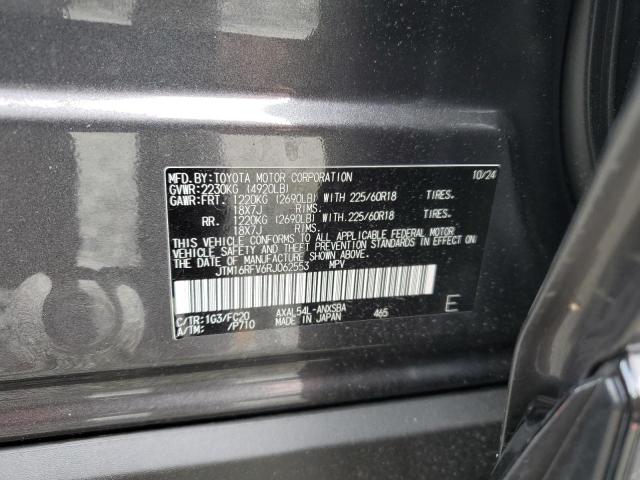 MFD.BY:TOYOTA MOTOR CORPORATION 10/24
GVWR:2230KG (4920LB)
GAWR:FRT. 1220KG (2690LB) WITH 225/60R18 TIRES.
18X7J RIMS.
RR. 1220KG (2690LB) WITH 225/60R18 TIRES.
18X7J RIMS.
THIS VEHICLE CONFORMS TO ALL APPLICABLE FEDERAL MOTOR
VEHICLE SAFETY AND THEFT PREVENTION STANDARDS IN EFFECT
ON THE DATE OF MANUFACTURE SHOWN ABOVE.
JTM16RFV6RJ062553 MPV
C/TR:1G3/FC20 AXAL54L-ANXSBA 465 E
A/TM: /P710 MADE IN JAPAN